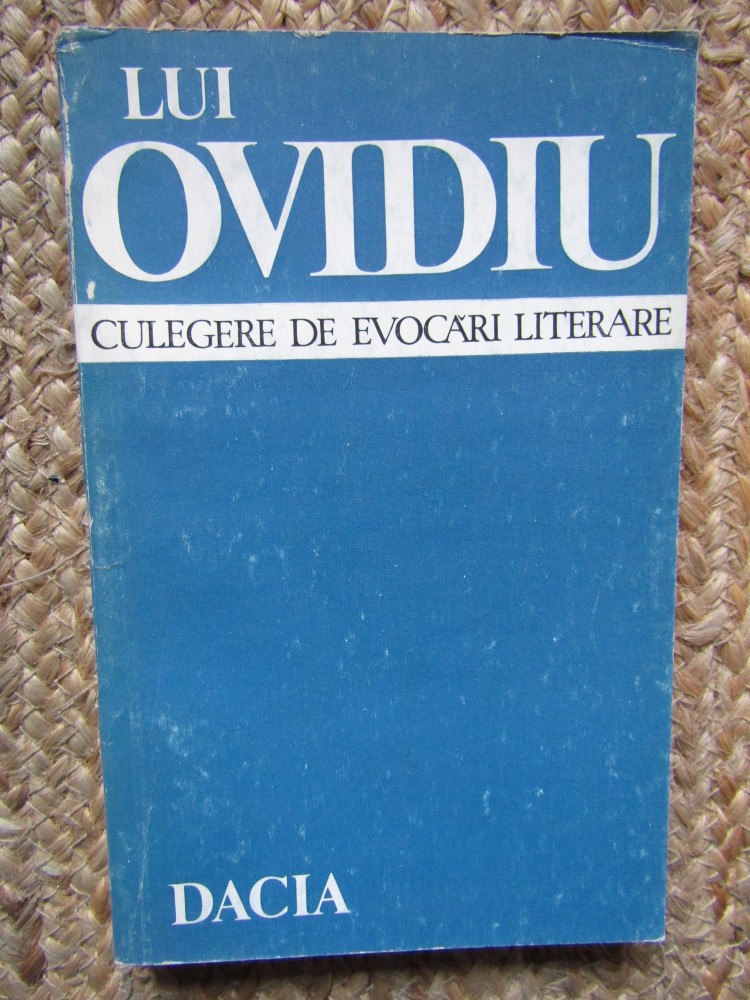 LUI
OVIDIU
CULEGERE DE EVOCĂRI LITERARE
DACIA